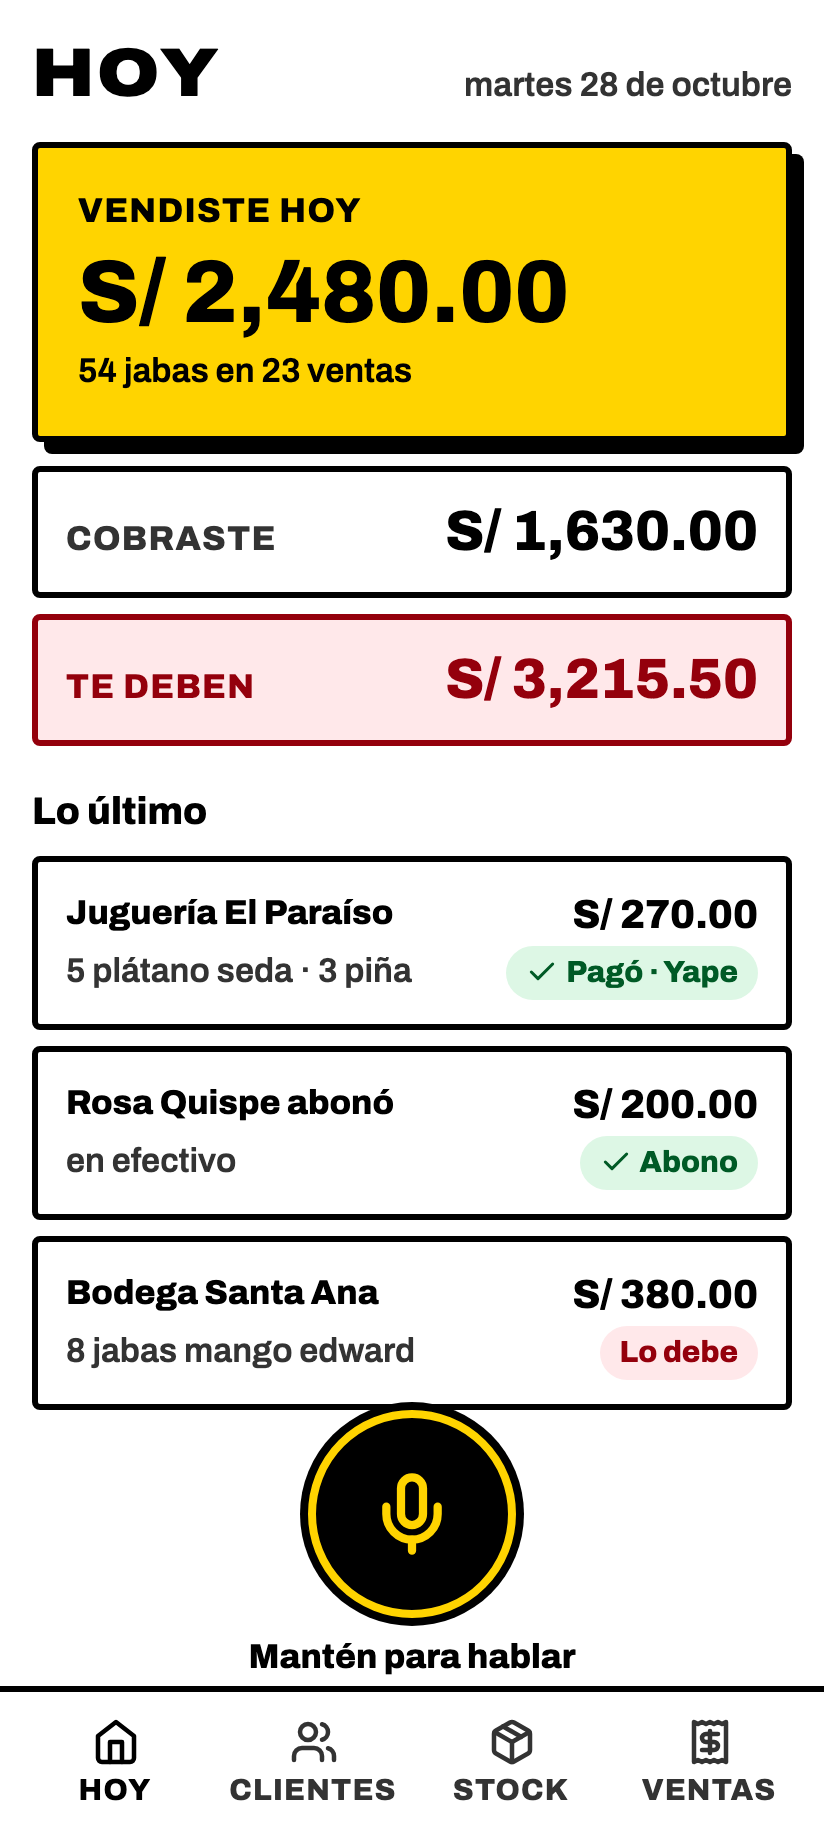 HOY
martes 28 de octubre
VENDISTE HOY
S/ 2,480.00
54 jabas en 23 ventas
COBRASTE
S/ 1,630.00
TE DEBEN
S/ 3,215.50
Lo último
Juguería El Paraíso
S/ 270.00
5 plátano seda · 3 piña
Pagó · Yape
Rosa Quispe abonó
S/ 200.00
en efectivo
Abono
Bodega Santa Ana
S/ 380.00
8 jabas mango edward
Lo debe
Mantén para hablar
HOY
CLIENTES
STOCK
VENTAS